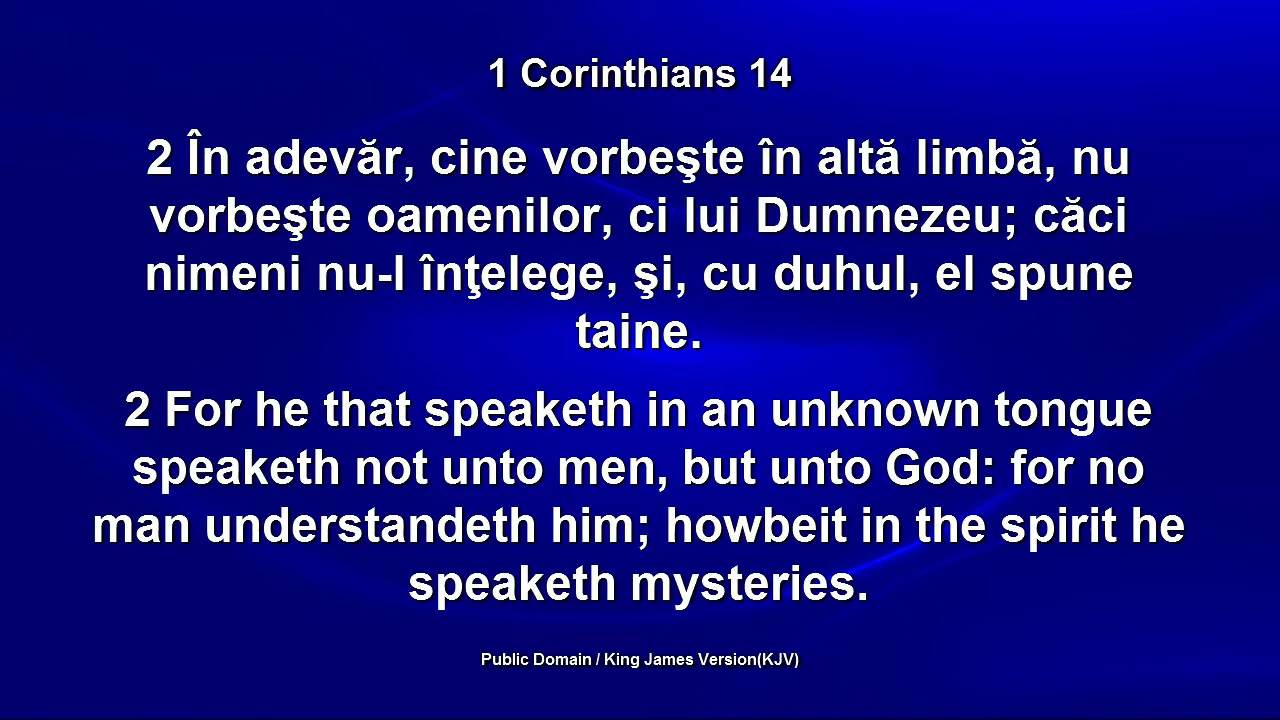 1 Corinthians 14
2 În adevăr, cine vorbeşte în altă limbă, nu
vorbeşte oamenilor, ci lui Dumnezeu; căci
nimeni nu-l înţelege, şi, cu duhul, el spune
taine.
2 For he that speaketh in an unknown tongue
speaketh not unto men, but unto God: for no
man understandeth him; howbeit in the spirit he
speaketh mysteries.
Public Domain / King James Version(KJV)